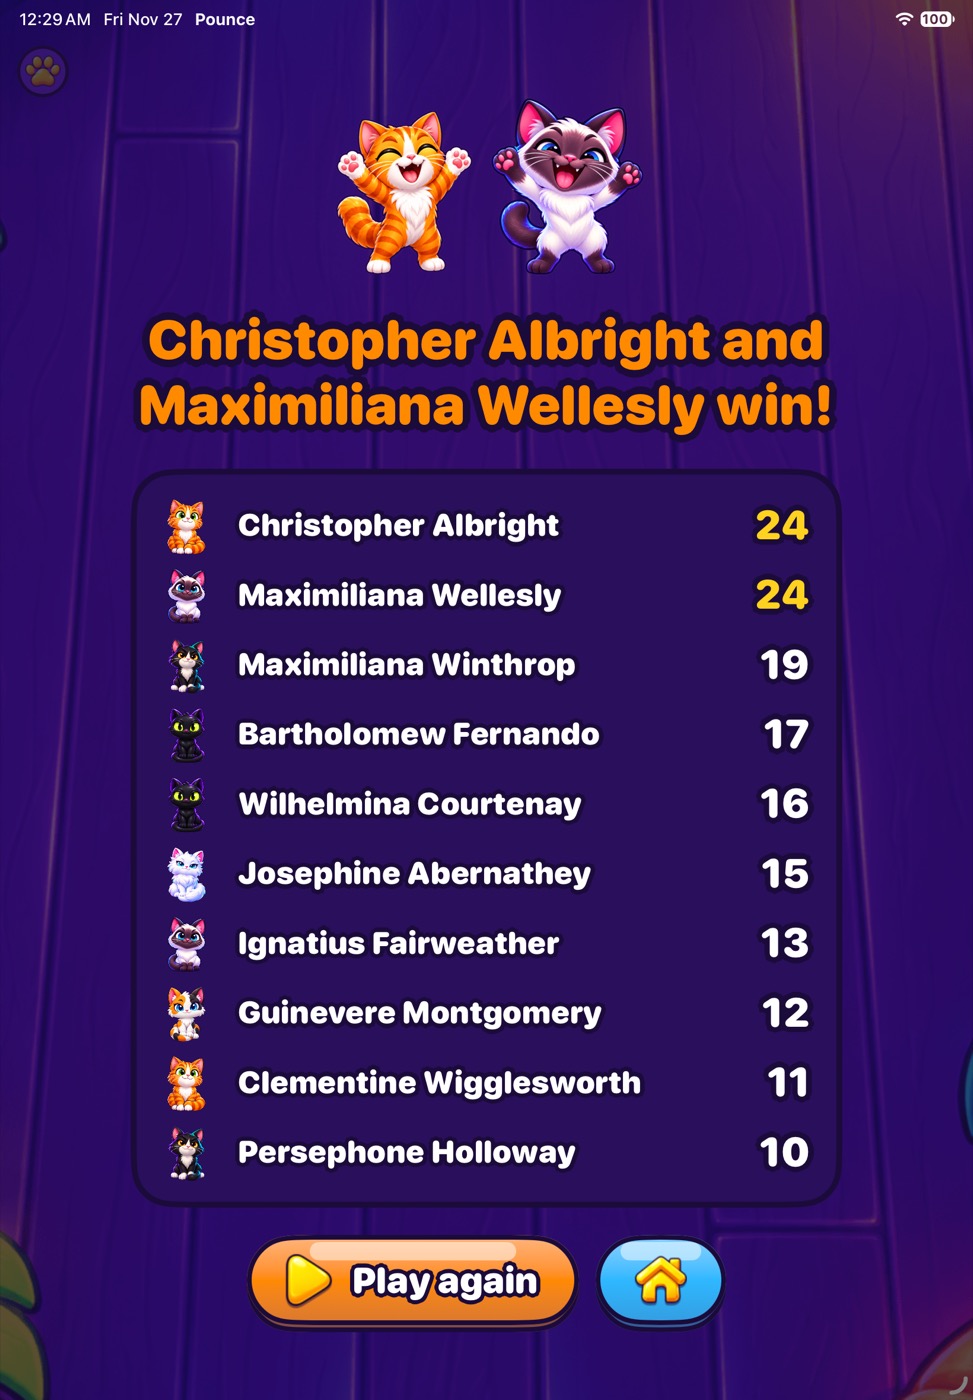 12:29 AM Fri Nov 27 Pounce 100
Christopher Albright and
Maximiliana Wellesly win!
Christopher Albright 24
Maximiliana Wellesly 24
Maximiliana Winthrop 19
Bartholomew Fernando 17
Wilhelmina Courtenay 16
Josephine Abernathey 15
Ignatius Fairweather 13
Guinevere Montgomery 12
Clementine Wigglesworth 11
Persephone Holloway 10
Play again